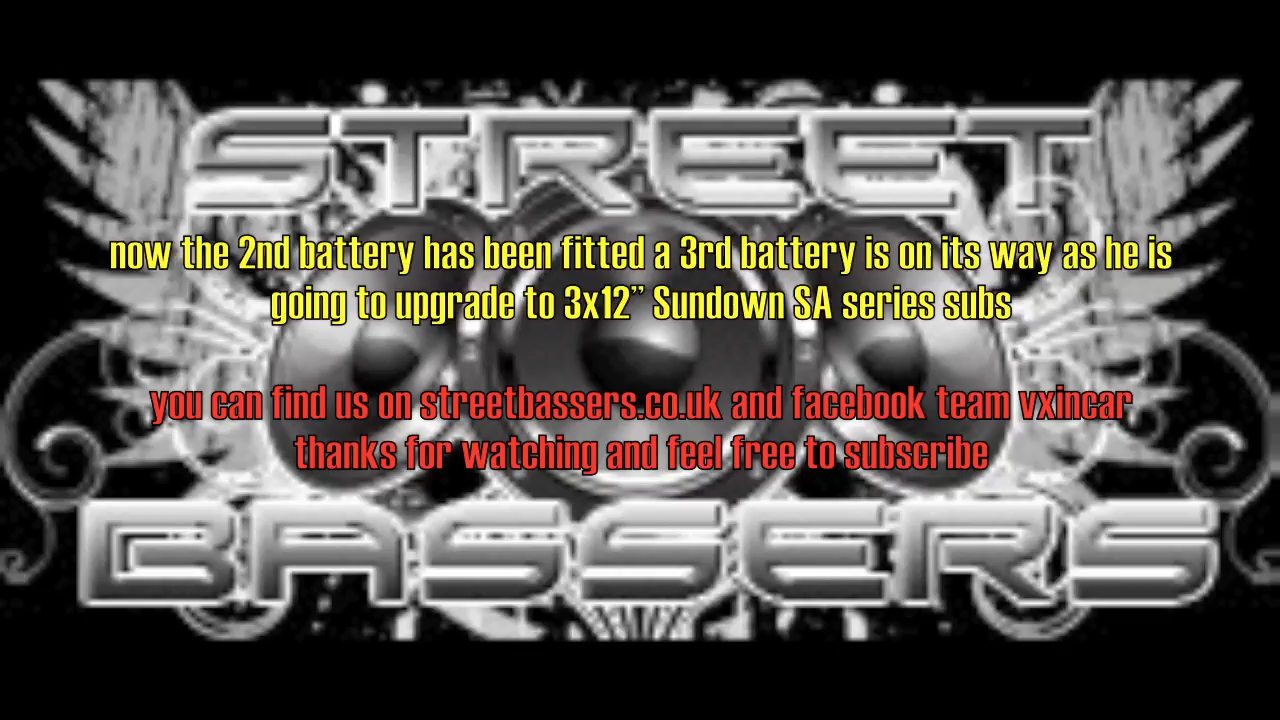 STREET
now the 2nd battery has been fitted a 3rd battery is on its way as he is
going to upgrade to 3x12” Sundown SA series subs
you can find us on streetbassers.co.uk and facebook team vxincar
thanks for watching and feel free to subscribe
BASSERS